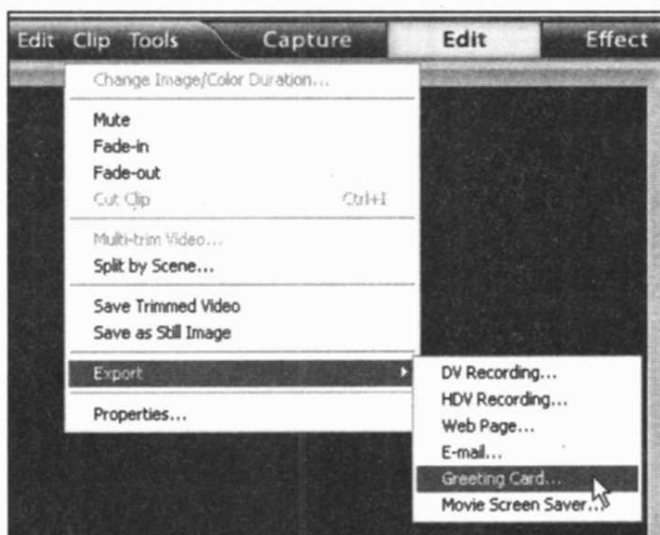 Edit Clip Tools Capture Edit Effect
Change Image/Color Duration...
Mute
Fade-in
Fade-out
Cut Clip Ctrl+I
Multi-trim Video...
Split by Scene...
Save Trimmed Video
Save as Still Image
Export
Properties...
DV Recording...
HDV Recording...
Web Page...
E-mail...
Greeting Card...
Movie Screen Saver...